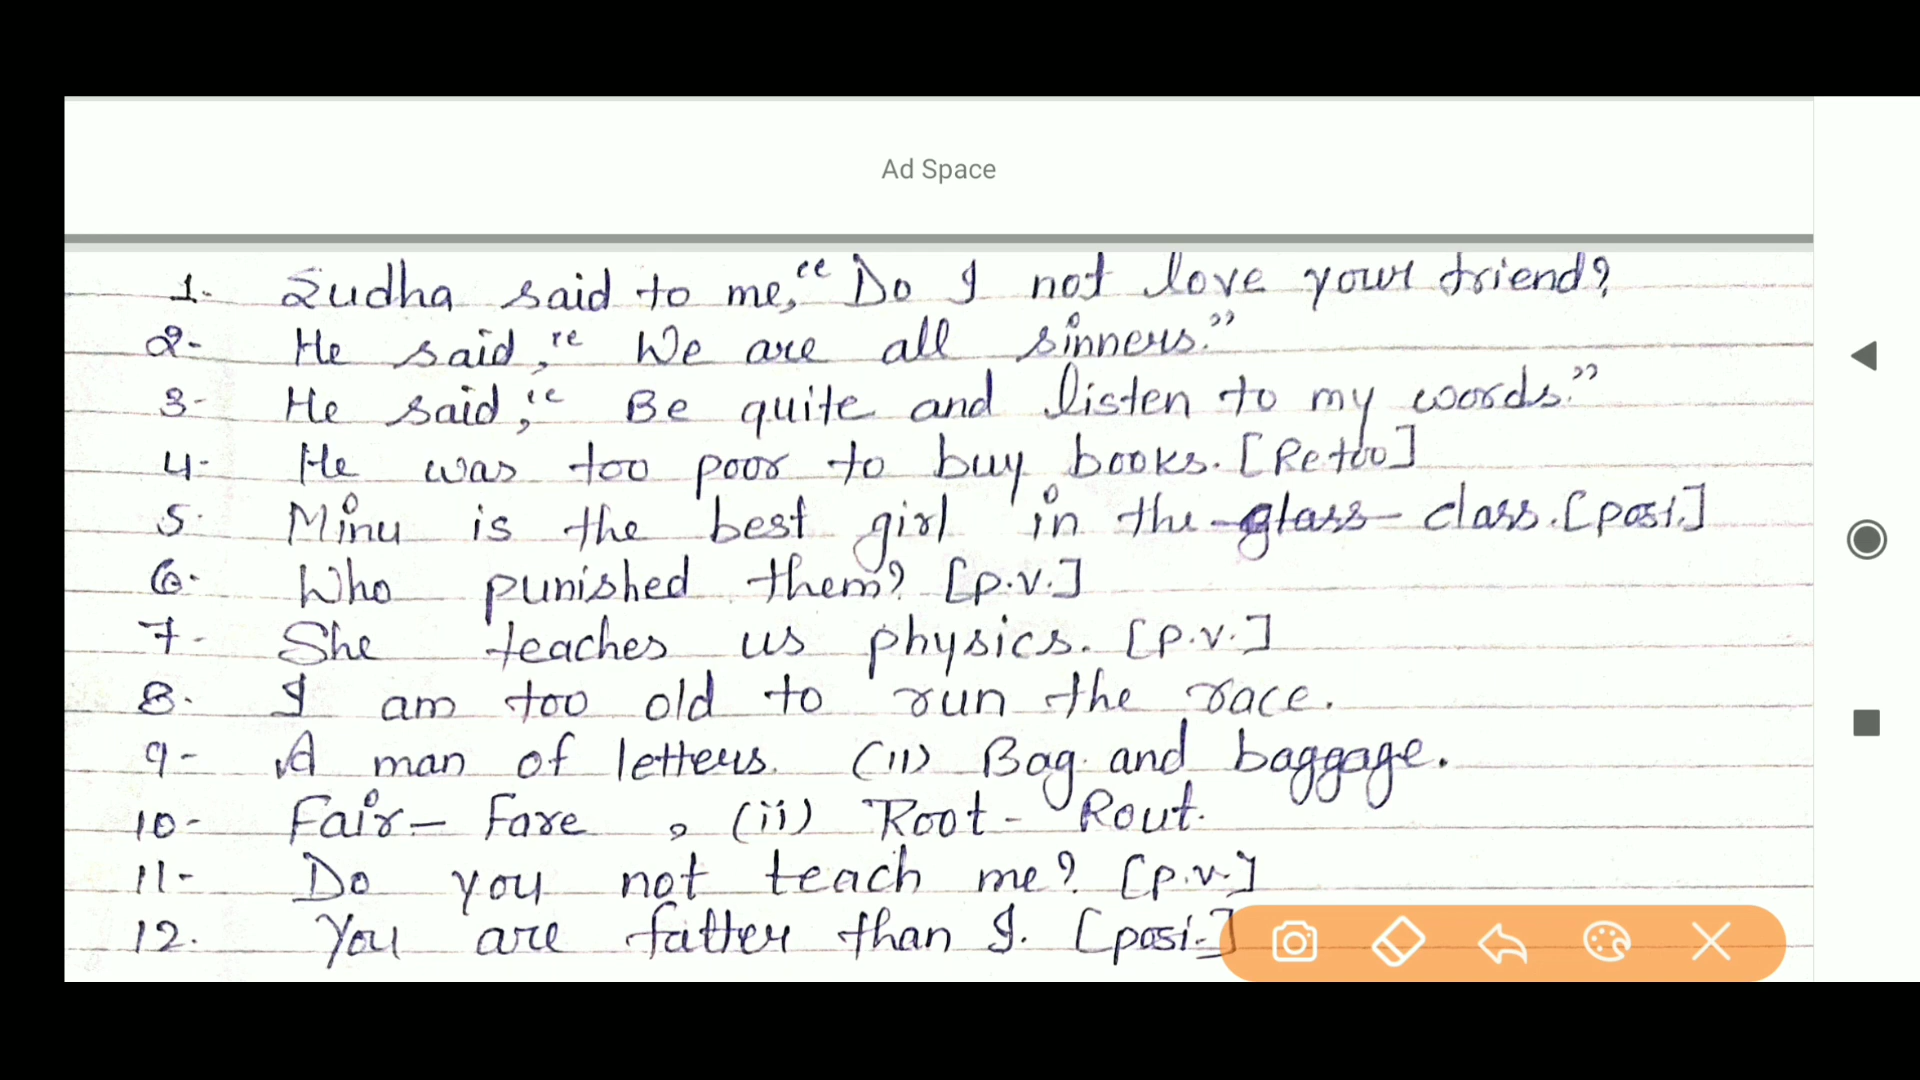 Ad Space
1. Sudha said to me, "Do I not love your friend?
2- He said, "We are all sinners."
3- He said, "Be quite and listen to my words."
4- He was too poor to buy books. [Re too]
5. Minu is the best girl in the glass class. [posi.]
6. Who punished them? [p.v.]
7. She teaches us physics. [p.v.]
8. I am too old to run the race.
9- A man of letters. (ii) Bag and baggage.
10- Fair - Fare , (ii) Root - Rout.
11- Do you not teach me? [p.v.]
12. You are fatter than I. [posi.]